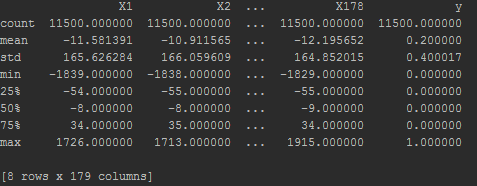 X1 X2 ... X178 y
count 11500.000000 11500.000000 ... 11500.000000 11500.000000
mean -11.581391 -10.911565 ... -12.195652 0.200000
std 165.626284 166.059609 ... 164.852015 0.400017
min -1839.000000 -1838.000000 ... -1829.000000 0.000000
25% -54.000000 -55.000000 ... -55.000000 0.000000
50% -8.000000 -8.000000 ... -9.000000 0.000000
75% 34.000000 35.000000 ... 34.000000 0.000000
max 1726.000000 1713.000000 ... 1915.000000 1.000000
[8 rows x 179 columns]